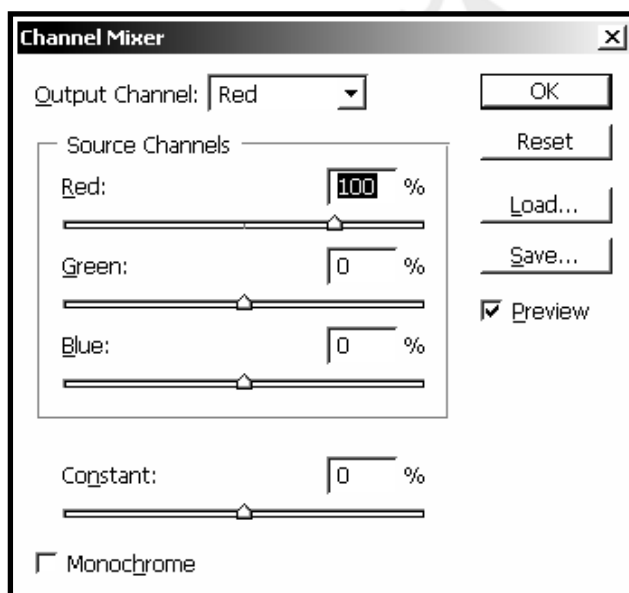 Channel Mixer
Output Channel: Red
OK
Source Channels
Reset
Red: 100 %
Load...
Green: 0 %
Save...
Preview
Blue: 0 %
Constant: 0 %
Monochrome